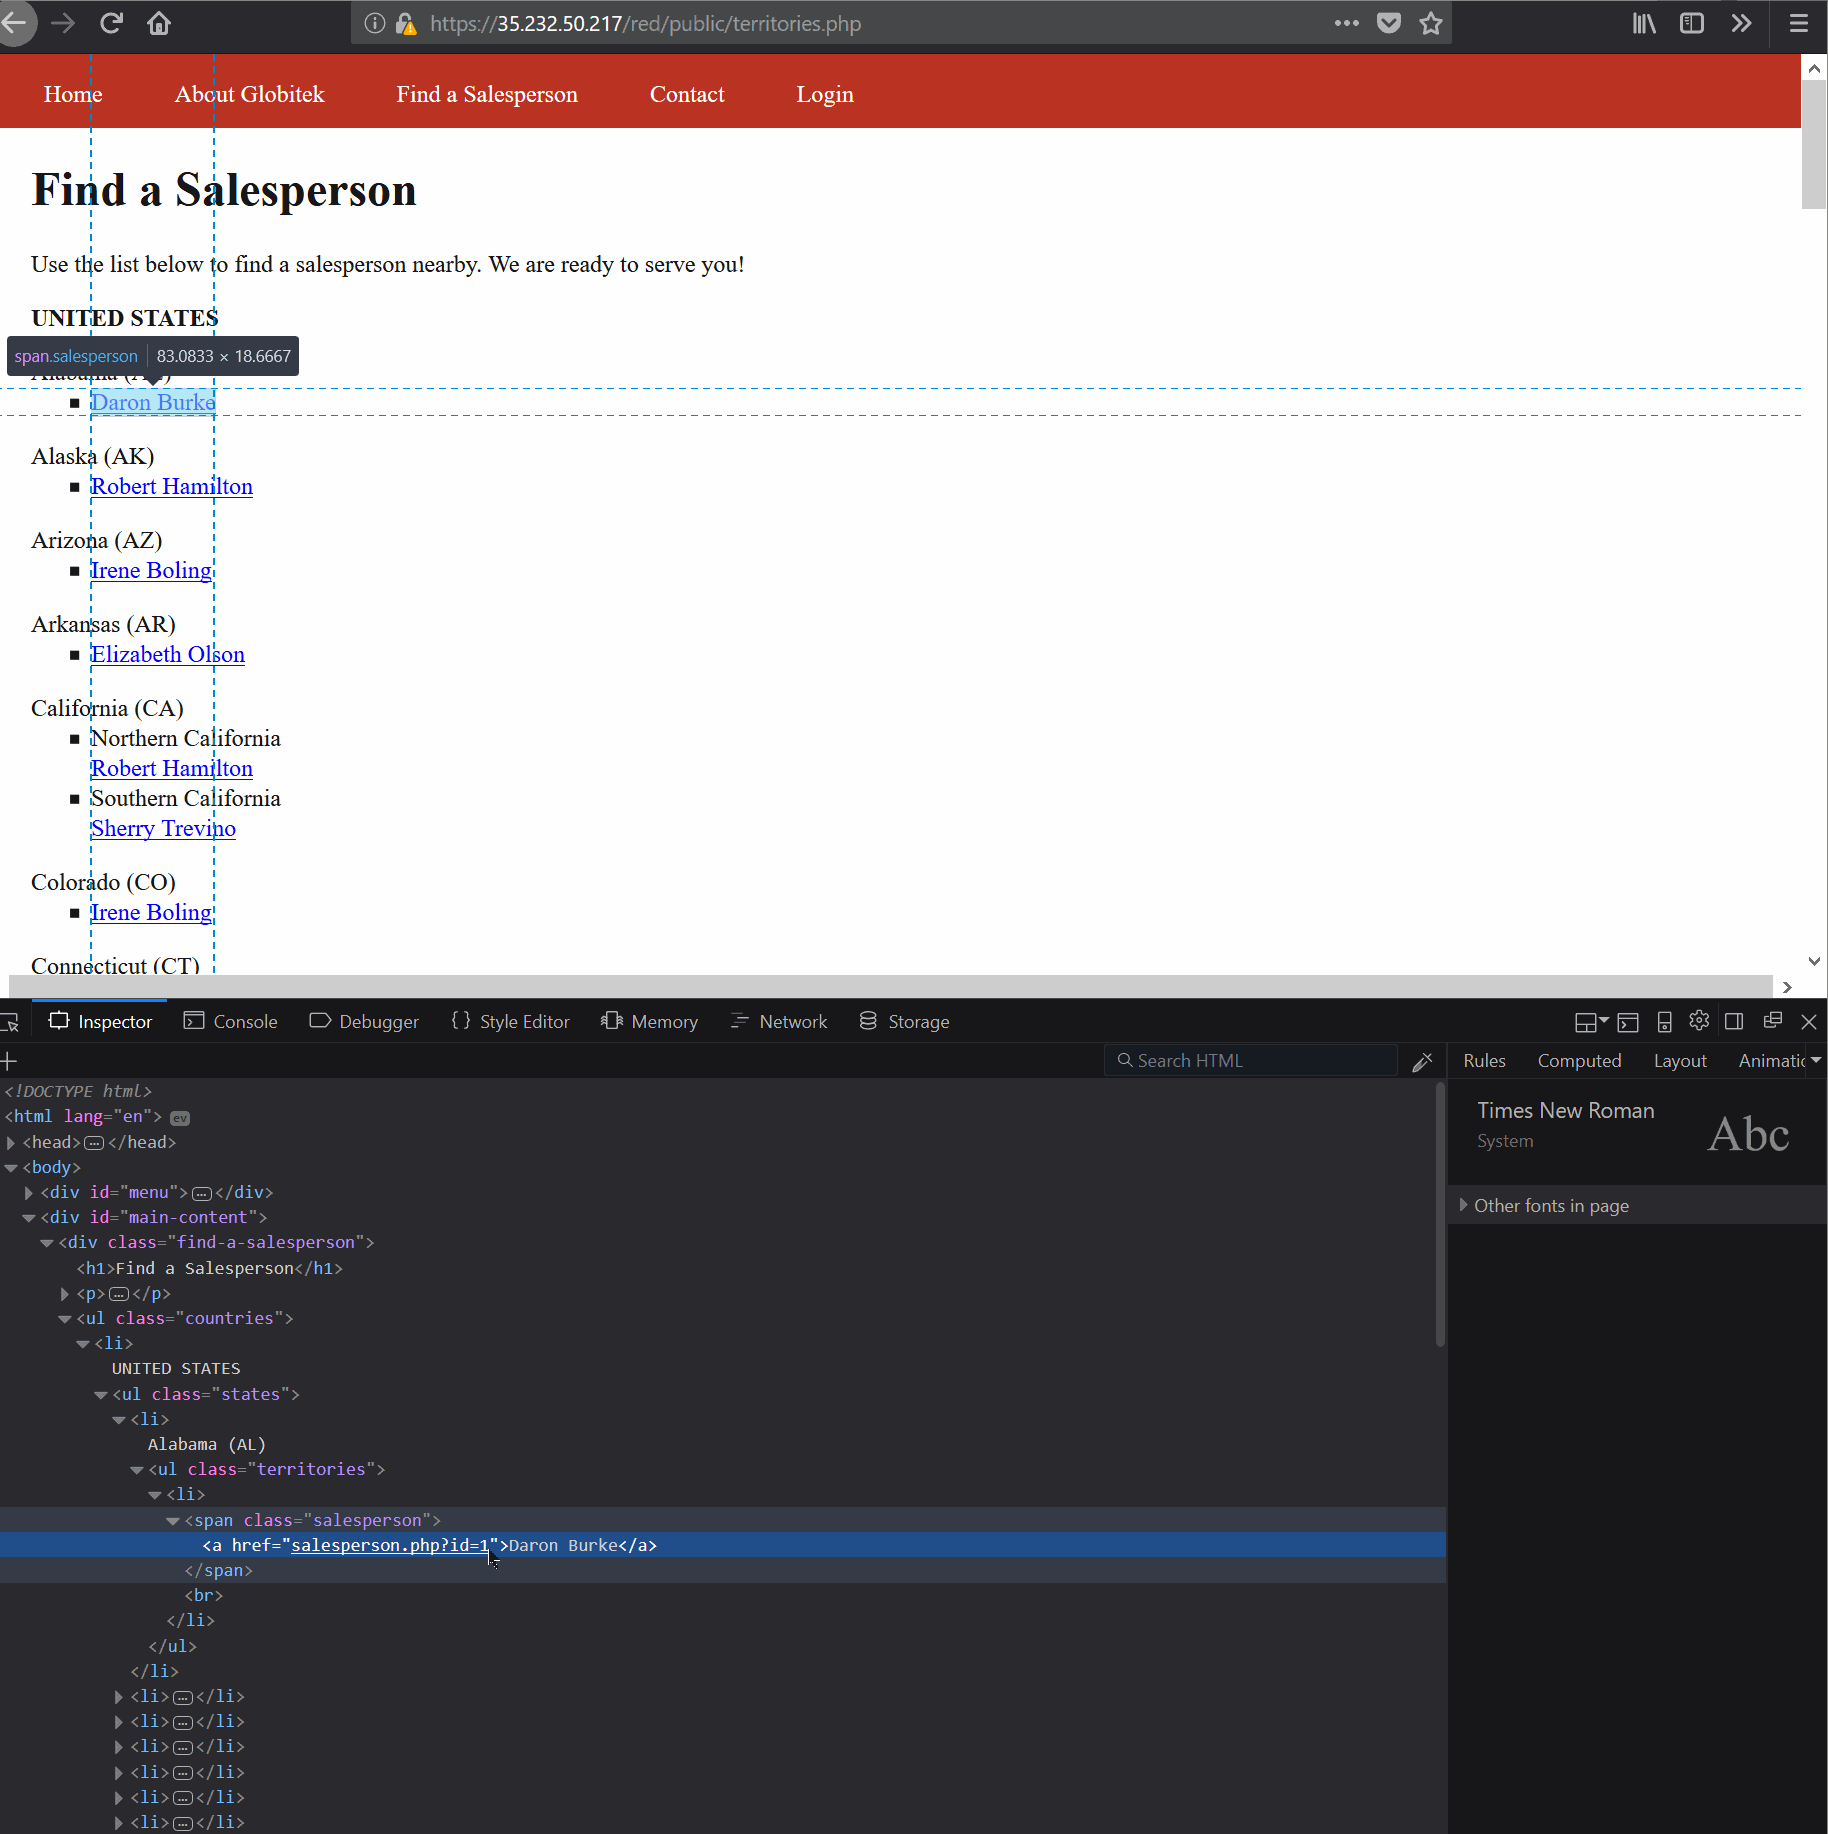 https://35.232.50.217/red/public/territories.php
Home About Globitek Find a Salesperson Contact Login
Find a Salesperson
Use the list below to find a salesperson nearby. We are ready to serve you!
UNITED STATES
span.salesperson 83.0833 × 18.6667
Alabama (AL)
Daron Burke
Alaska (AK)
Robert Hamilton
Arizona (AZ)
Irene Boling
Arkansas (AR)
Elizabeth Olson
California (CA)
Northern California
Robert Hamilton
Southern California
Sherry Trevino
Colorado (CO)
Irene Boling
Connecticut (CT)
Inspector Console Debugger {} Style Editor Memory Network Storage
Search HTML
Rules Computed Layout Animatic
<!DOCTYPE html>
<html lang="en"> ev
<head>…</head>
<body>
<div id="menu">…</div>
<div id="main-content">
<div class="find-a-salesperson">
<h1>Find a Salesperson</h1>
<p>…</p>
<ul class="countries">
<li>
UNITED STATES
<ul class="states">
<li>
Alabama (AL)
<ul class="territories">
<li>
<span class="salesperson">
<a href="salesperson.php?id=1">Daron Burke</a>
</span>
<br>
</li>
</ul>
</li>
<li>…</li>
<li>…</li>
<li>…</li>
<li>…</li>
<li>…</li>
<li>…</li>
Times New Roman
System
Abc
Other fonts in page